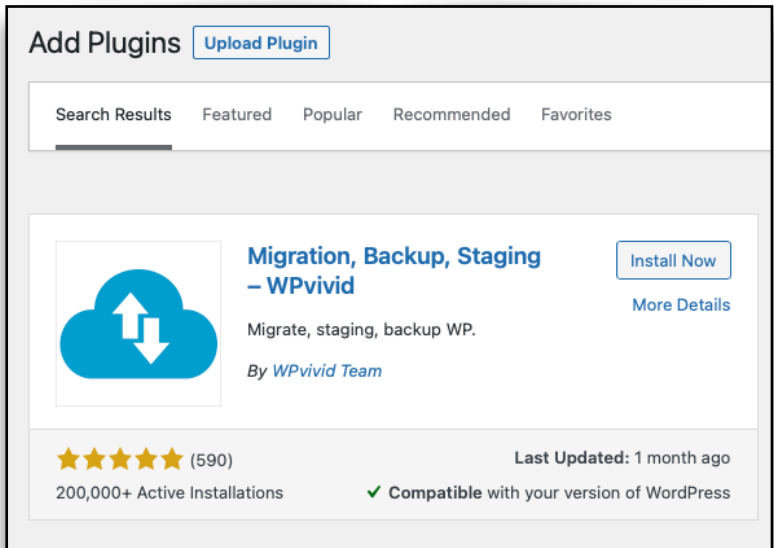 Add Plugins Upload Plugin
Search Results Featured Popular Recommended Favorites
Migration, Backup, Staging
– WPvivid
Install Now
More Details
Migrate, staging, backup WP.
By WPvivid Team
(590)
Last Updated: 1 month ago
200,000+ Active Installations
Compatible with your version of WordPress